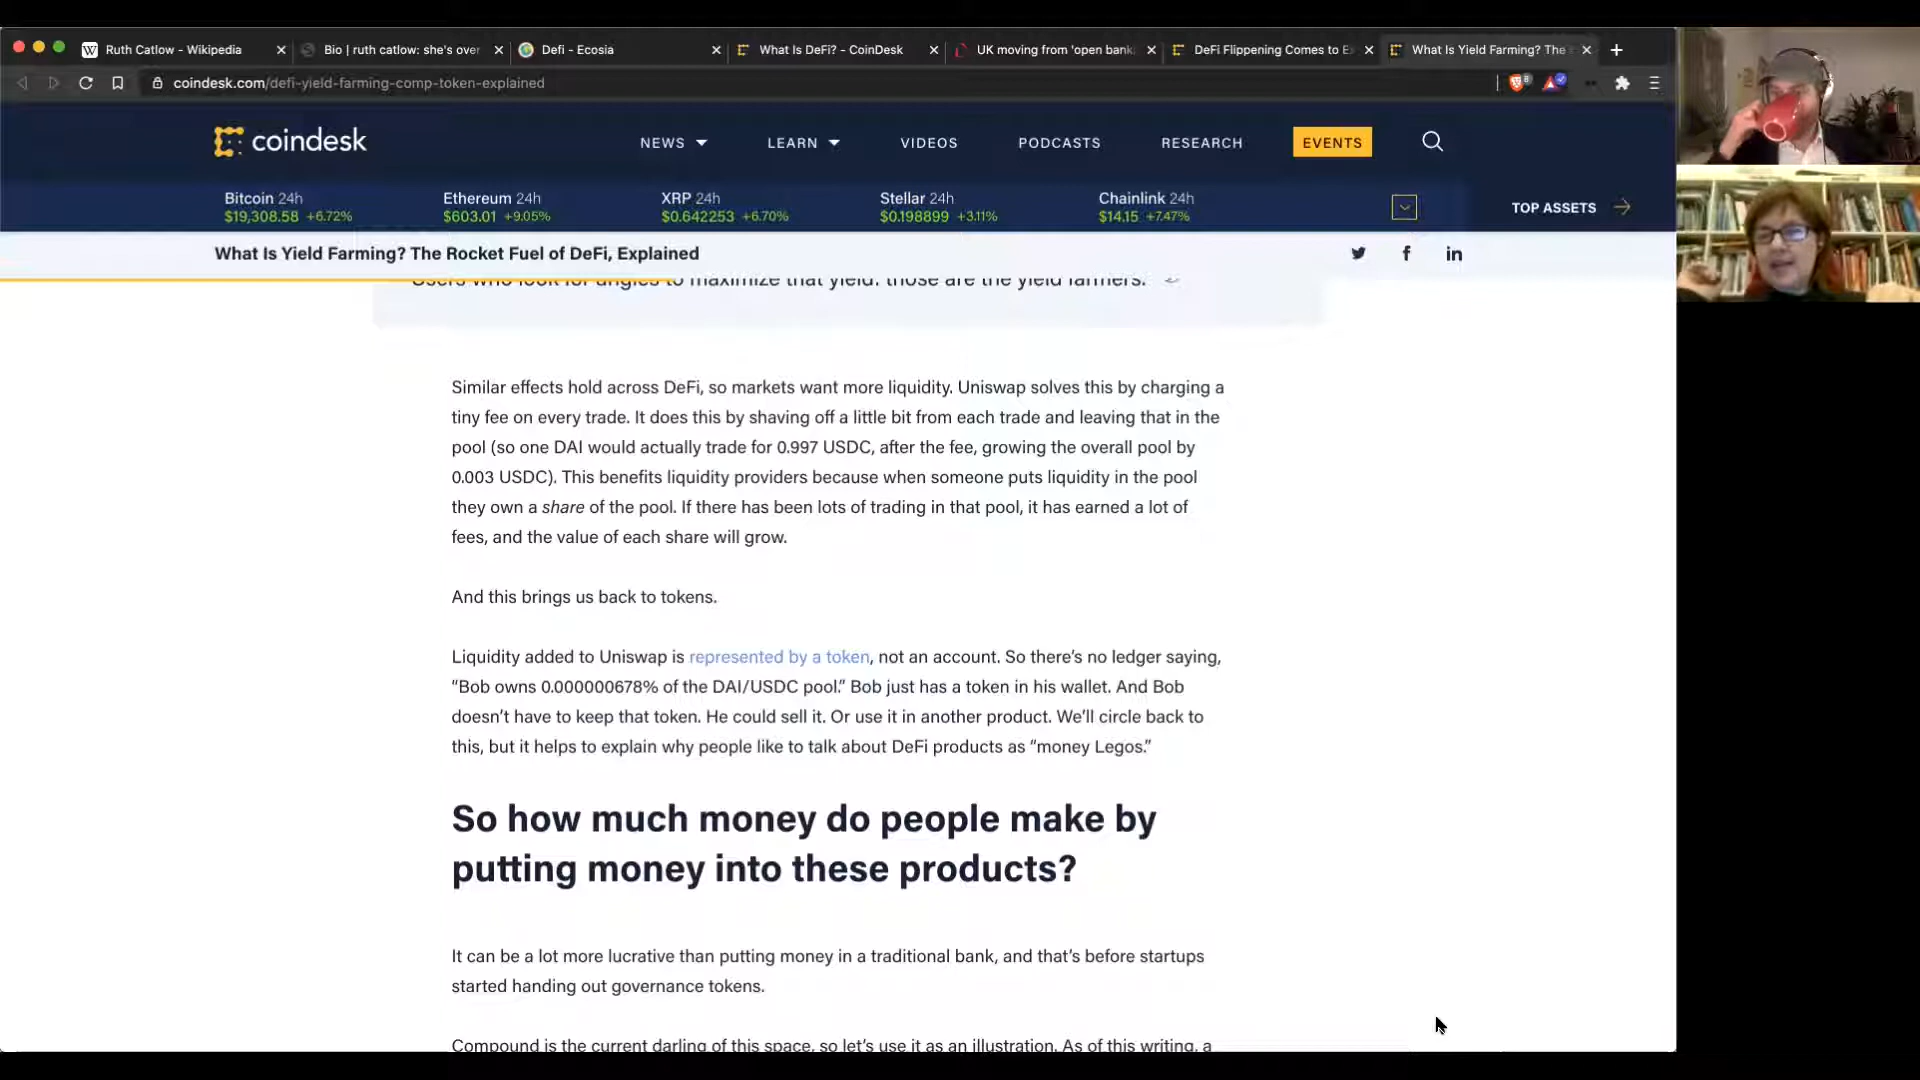 Ruth Catlow - Wikipedia
Bio | ruth catlow: she's over
Defi - Ecosia
What Is DeFi? - CoinDesk
UK moving from 'open bank
DeFi Flippening Comes to E
What Is Yield Farming? The
coindesk.com/defi-yield-farming-comp-token-explained
coindesk
NEWS
LEARN
VIDEOS
PODCASTS
RESEARCH
EVENTS
Bitcoin 24h
$19,308.58 +6.72%
Ethereum 24h
$603.01 +9.05%
XRP 24h
$0.642253 +6.70%
Stellar 24h
$0.198899 +3.11%
Chainlink 24h
$14.15 +7.47%
TOP ASSETS
What Is Yield Farming? The Rocket Fuel of DeFi, Explained
Users who look for angles to maximize that yield: those are the yield farmers.
Similar effects hold across DeFi, so markets want more liquidity. Uniswap solves this by charging a
tiny fee on every trade. It does this by shaving off a little bit from each trade and leaving that in the
pool (so one DAI would actually trade for 0.997 USDC, after the fee, growing the overall pool by
0.003 USDC). This benefits liquidity providers because when someone puts liquidity in the pool
they own a share of the pool. If there has been lots of trading in that pool, it has earned a lot of
fees, and the value of each share will grow.
And this brings us back to tokens.
Liquidity added to Uniswap is represented by a token, not an account. So there's no ledger saying,
“Bob owns 0.000000678% of the DAI/USDC pool.” Bob just has a token in his wallet. And Bob
doesn't have to keep that token. He could sell it. Or use it in another product. We'll circle back to
this, but it helps to explain why people like to talk about DeFi products as “money Legos.”
So how much money do people make by
putting money into these products?
It can be a lot more lucrative than putting money in a traditional bank, and that's before startups
started handing out governance tokens.
Compound is the current darling of this space, so let's use it as an illustration. As of this writing, a